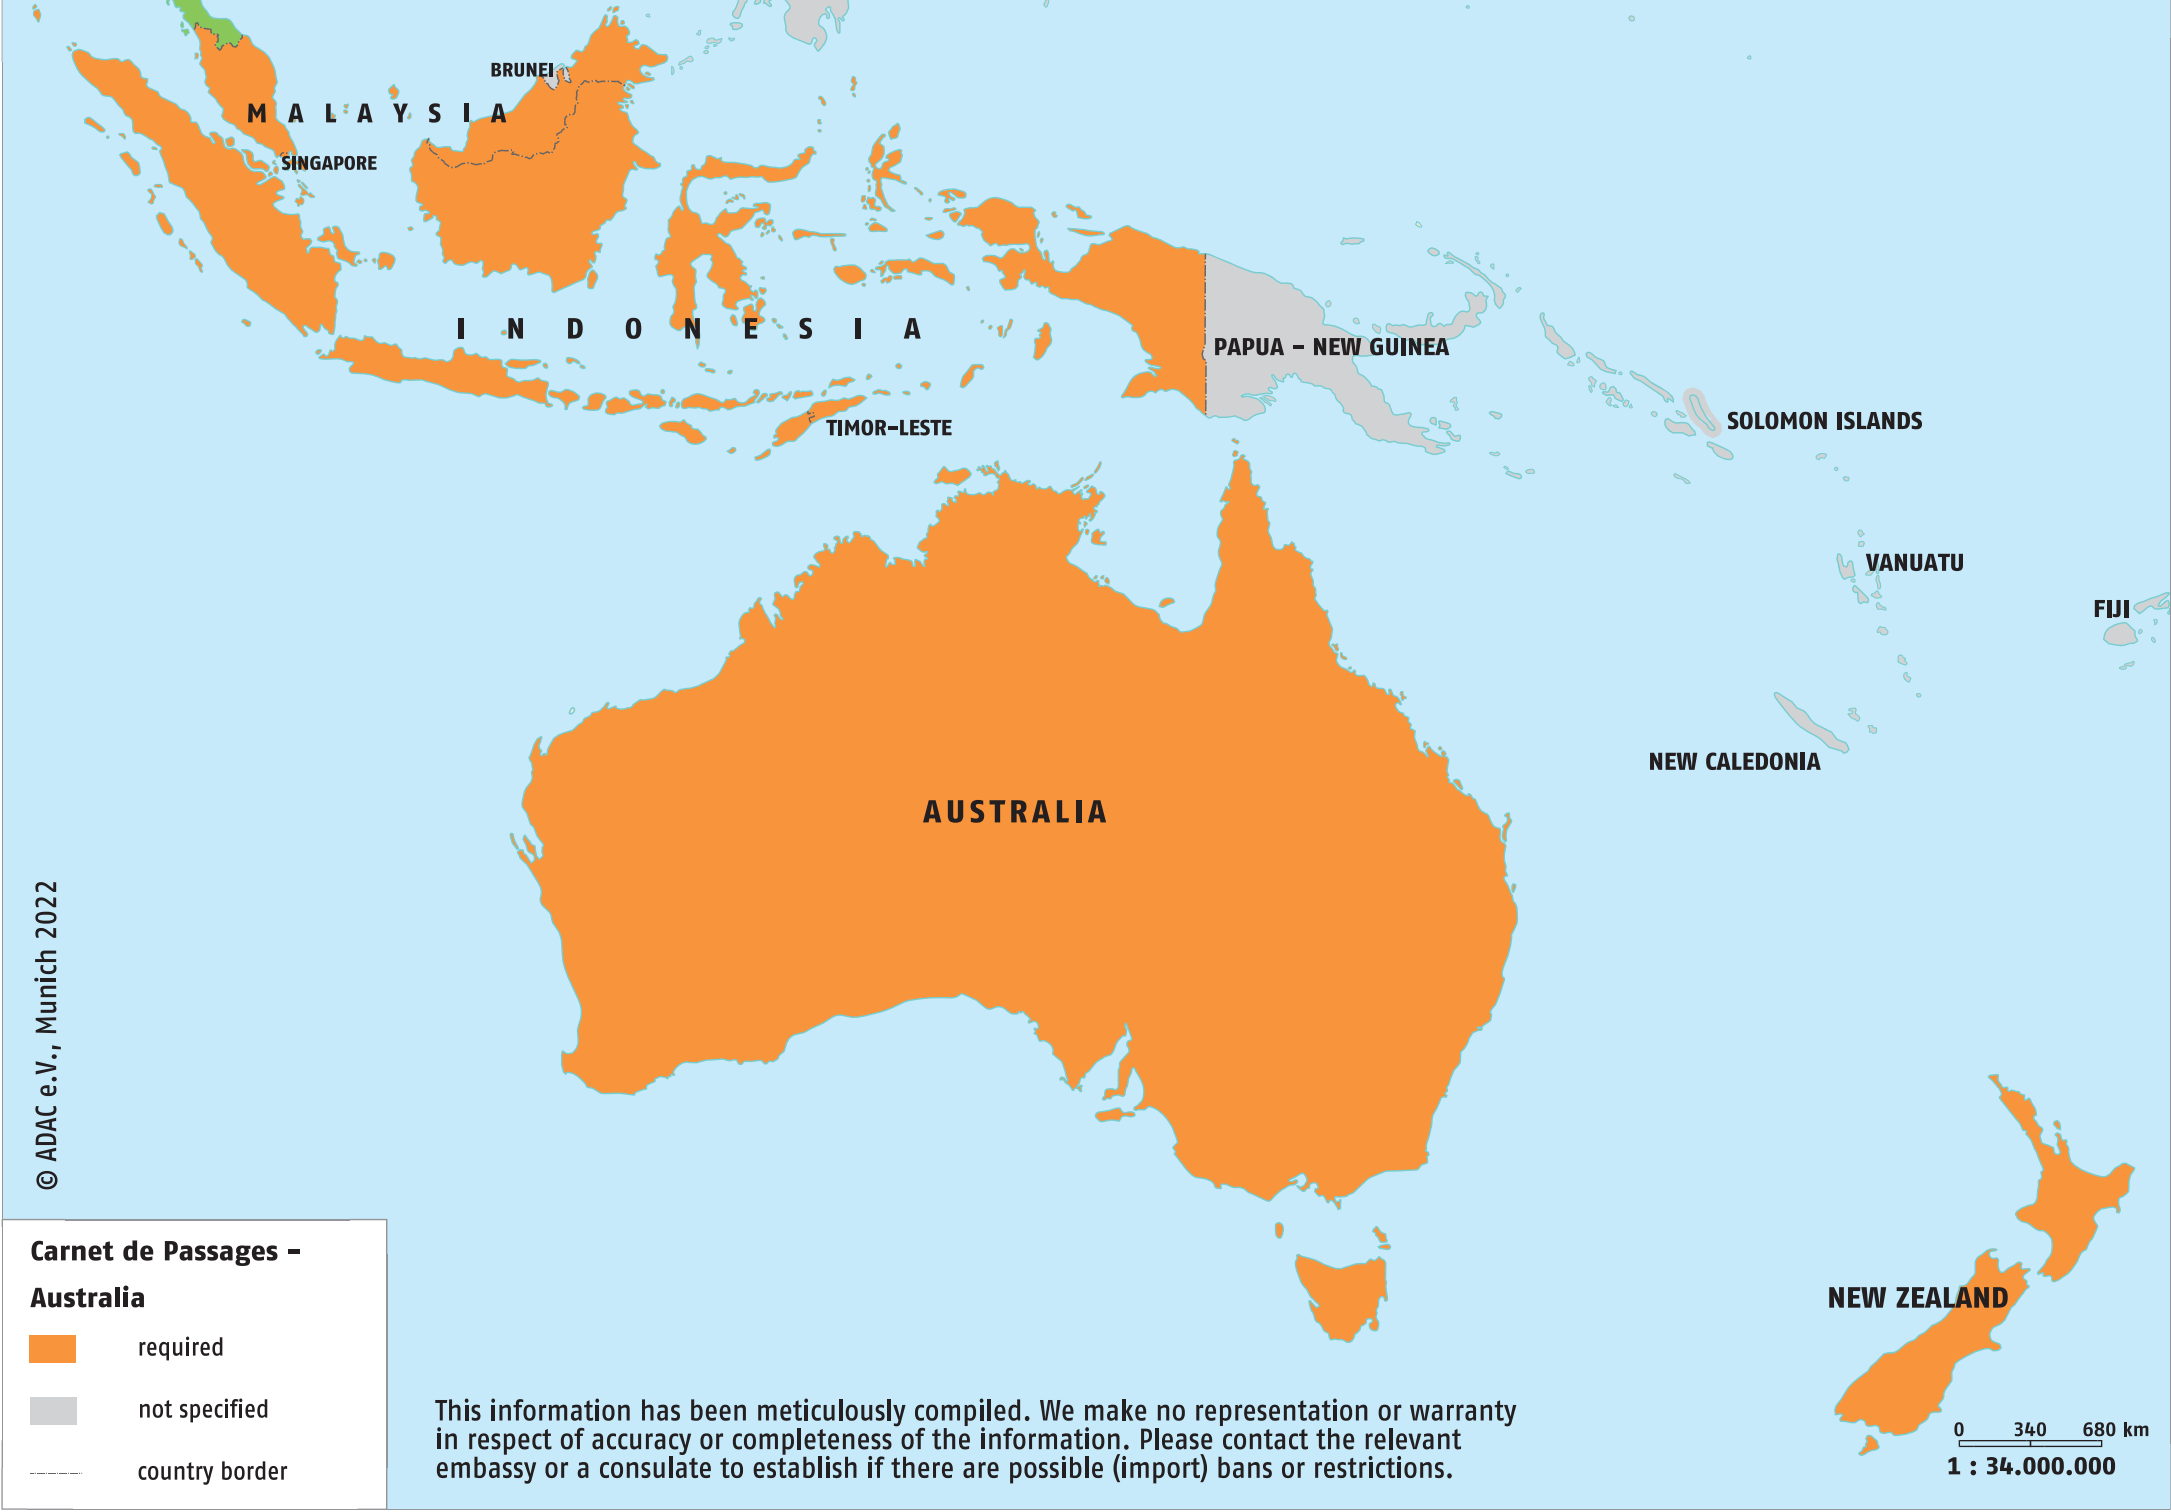 BRUNEI
M A L A Y S I A
SINGAPORE
I N D O N E S I A
PAPUA – NEW GUINEA
TIMOR–LESTE
SOLOMON ISLANDS
VANUATU
FIJI
NEW CALEDONIA
AUSTRALIA
© ADAC e.V., Munich 2022
NEW ZEALAND
Carnet de Passages –
Australia
required
not specified
country border
This information has been meticulously compiled. We make no representation or warranty
in respect of accuracy or completeness of the information. Please contact the relevant
embassy or a consulate to establish if there are possible (import) bans or restrictions.
0 340 680 km
1 : 34.000.000